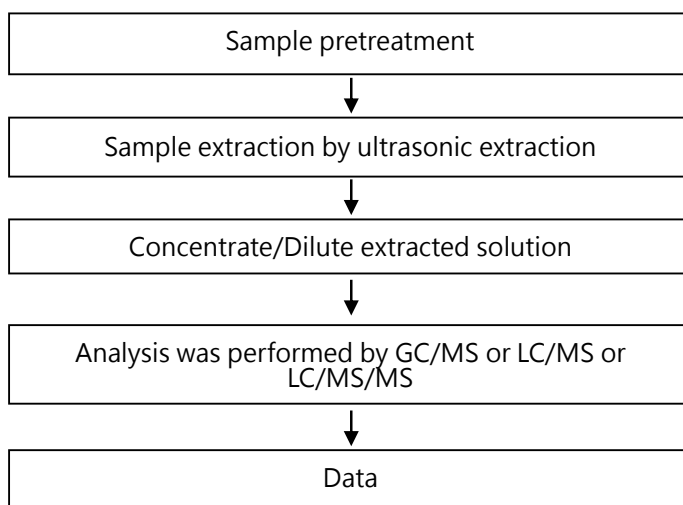 Sample pretreatment
Sample extraction by ultrasonic extraction
Concentrate/Dilute extracted solution
Analysis was performed by GC/MS or LC/MS or
LC/MS/MS
Data